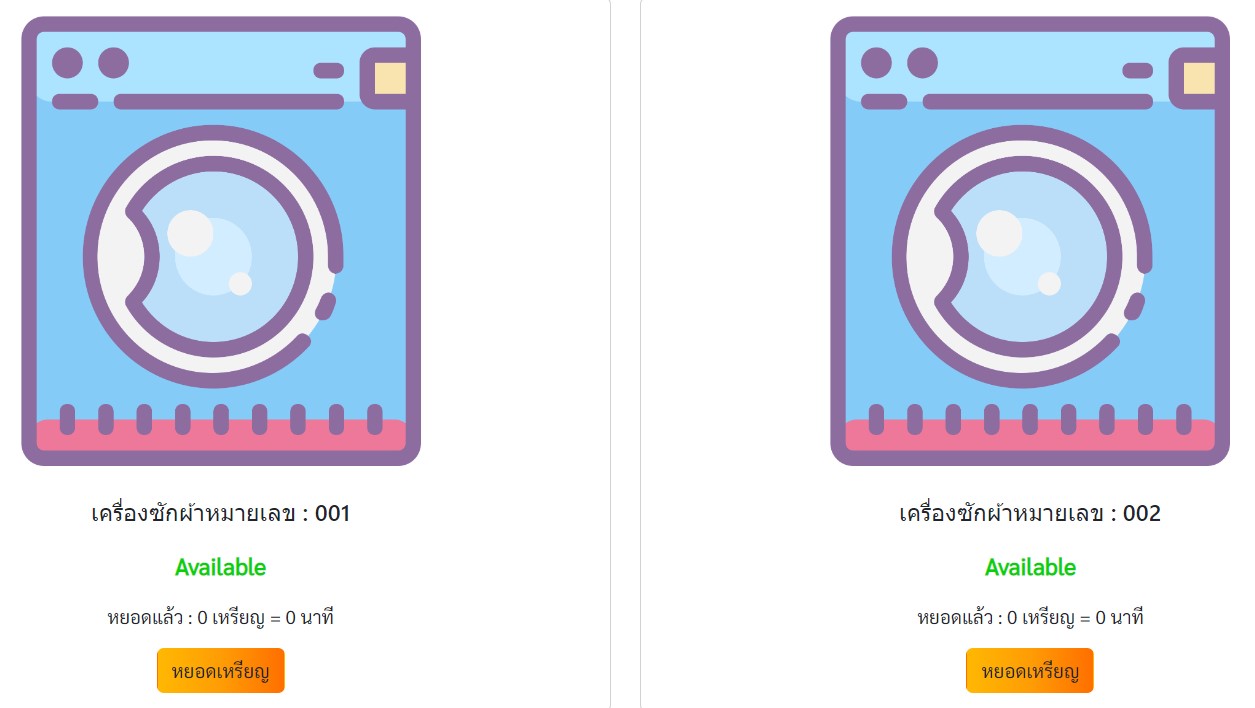 เครื่องซักผ้าหมายเลข : 001
Available
หยอดแล้ว : 0 เหรียญ = 0 นาที
หยอดเหรียญ
เครื่องซักผ้าหมายเลข : 002
Available
หยอดแล้ว : 0 เหรียญ = 0 นาที
หยอดเหรียญ